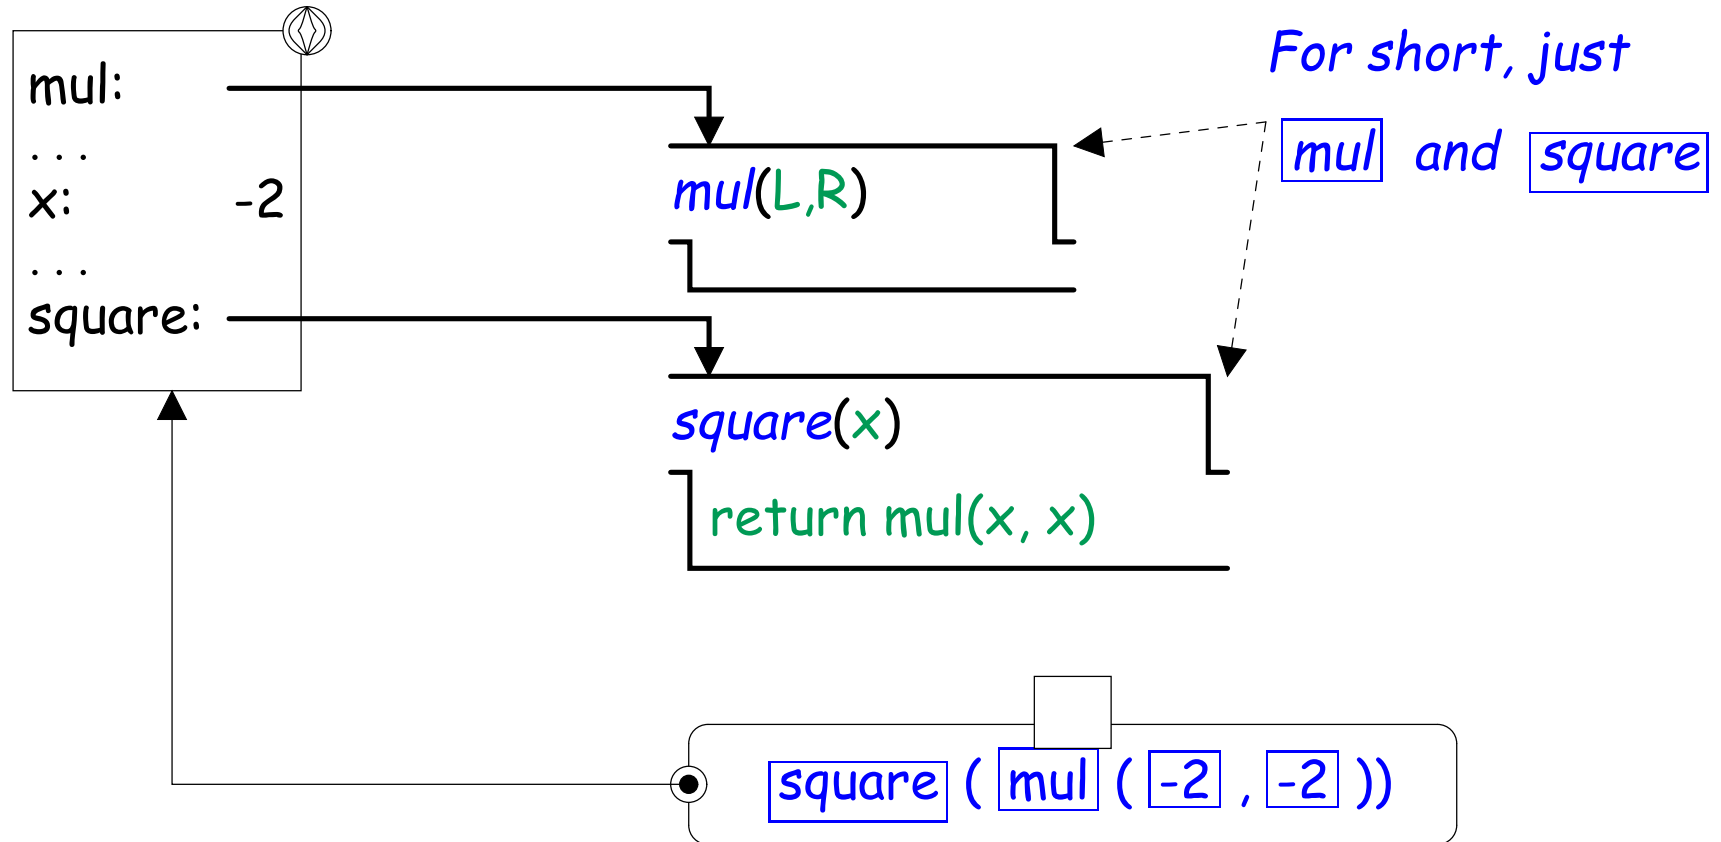 mul:
. . .
x: -2
. . .
square:
mul(L,R)
square(x)
return mul(x, x)
For short, just
mul and square
square ( mul ( -2 , -2 ))